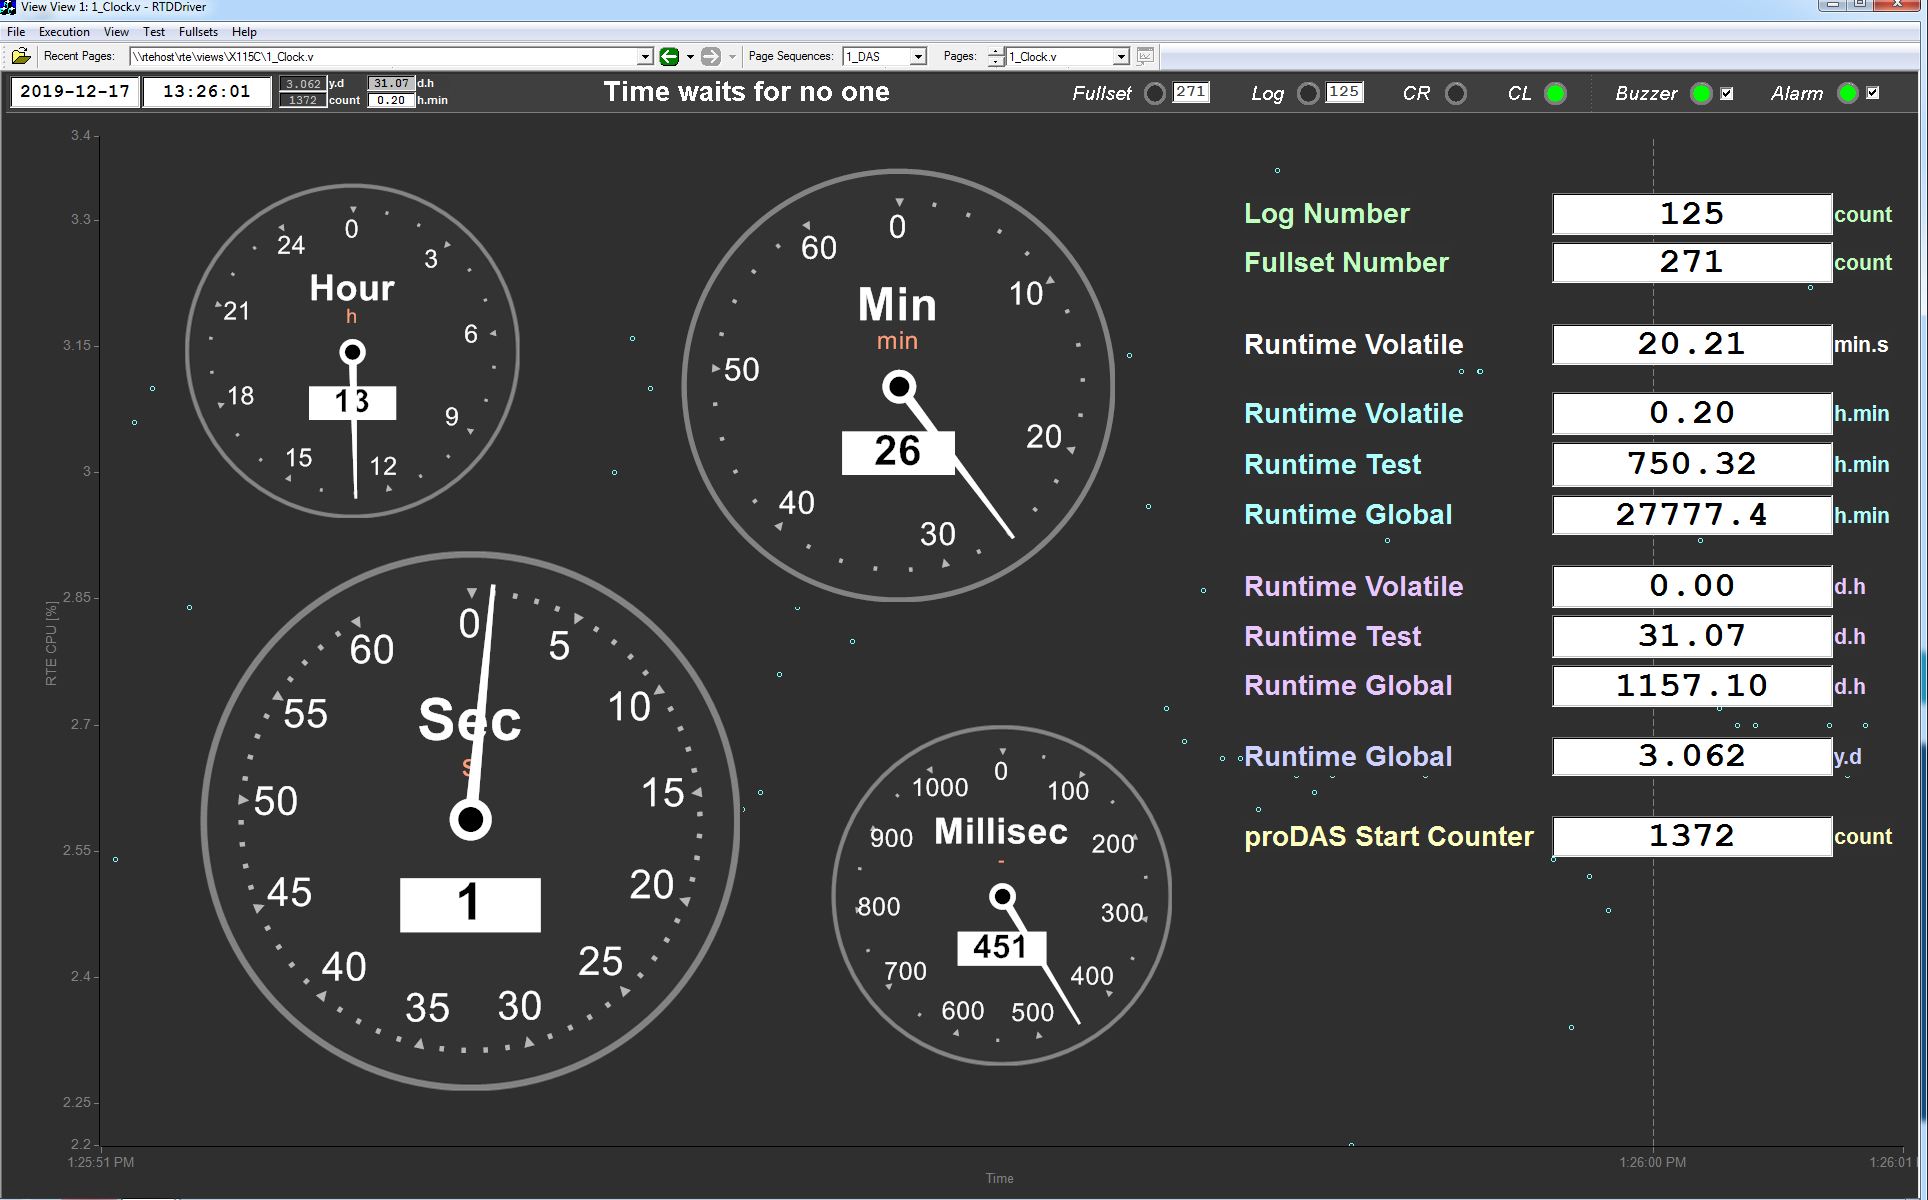 View View 1: 1_Clock.v - RTDDriver
File Execution View Test Fullsets Help
Recent Pages: \\rtehost\rte\views\X115C\1_Clock.v Page Sequences: 1_DAS Pages: 1_Clock.v
2019-12-17 13:26:01 3.062 y.d 31.07 d.h
1372 count 0.20 h.min
Time waits for no one
Fullset 271 Log 125 CR CL Buzzer Alarm
3.4
3.3
3.15
3
2.85
2.7
2.55
2.4
2.25
2.2
RTE CPU [%]
0
3
6
9
12
15
18
21
24
Hour
h
13
0
10
20
30
40
50
60
Min
min
26
0
5
10
15
20
25
30
35
40
45
50
55
60
Sec
s
1
0
100
200
300
400
500
600
700
800
900
1000
Millisec
-
451
Log Number 125 count
Fullset Number 271 count
Runtime Volatile 20.21 min.s
Runtime Volatile 0.20 h.min
Runtime Test 750.32 h.min
Runtime Global 27777.4 h.min
Runtime Volatile 0.00 d.h
Runtime Test 31.07 d.h
Runtime Global 1157.10 d.h
Runtime Global 3.062 y.d
proDAS Start Counter 1372 count
1:25:51 PM 1:26:00 PM 1:26:01
Time